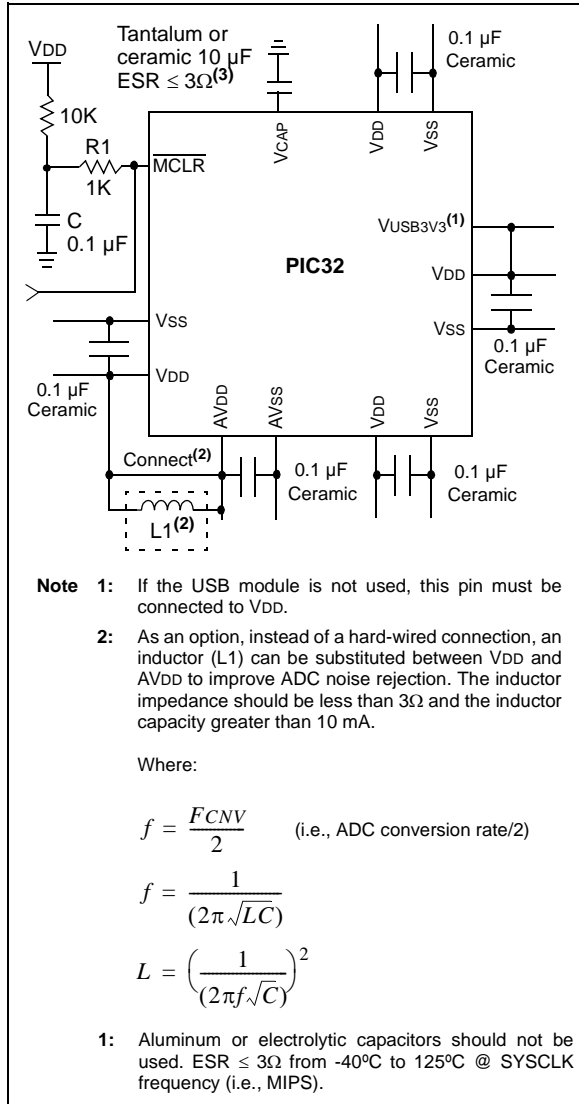 VDD
Tantalum or
ceramic 10 µF
ESR ≤ 3Ω(3)
0.1 µF
Ceramic
10K
R1
1K
C
0.1 µF
MCLR
VCAP
VDD
VSS
VUSB3V3(1)
VDD
VSS
PIC32
0.1 µF
Ceramic
VSS
VDD
0.1 µF
Ceramic
AVDD
AVSS
VDD
VSS
Connect(2)
L1(2)
0.1 µF
Ceramic
0.1 µF
Ceramic
Note 1: If the USB module is not used, this pin must be
connected to VDD.
2: As an option, instead of a hard-wired connection, an
inductor (L1) can be substituted between VDD and
AVDD to improve ADC noise rejection. The inductor
impedance should be less than 3Ω and the inductor
capacity greater than 10 mA.
Where:
f = FCNV / 2 (i.e., ADC conversion rate/2)
f = 1 / (2π√LC)
L = (1 / (2πf√C))²
1: Aluminum or electrolytic capacitors should not be
used. ESR ≤ 3Ω from -40ºC to 125ºC @ SYSCLK
frequency (i.e., MIPS).